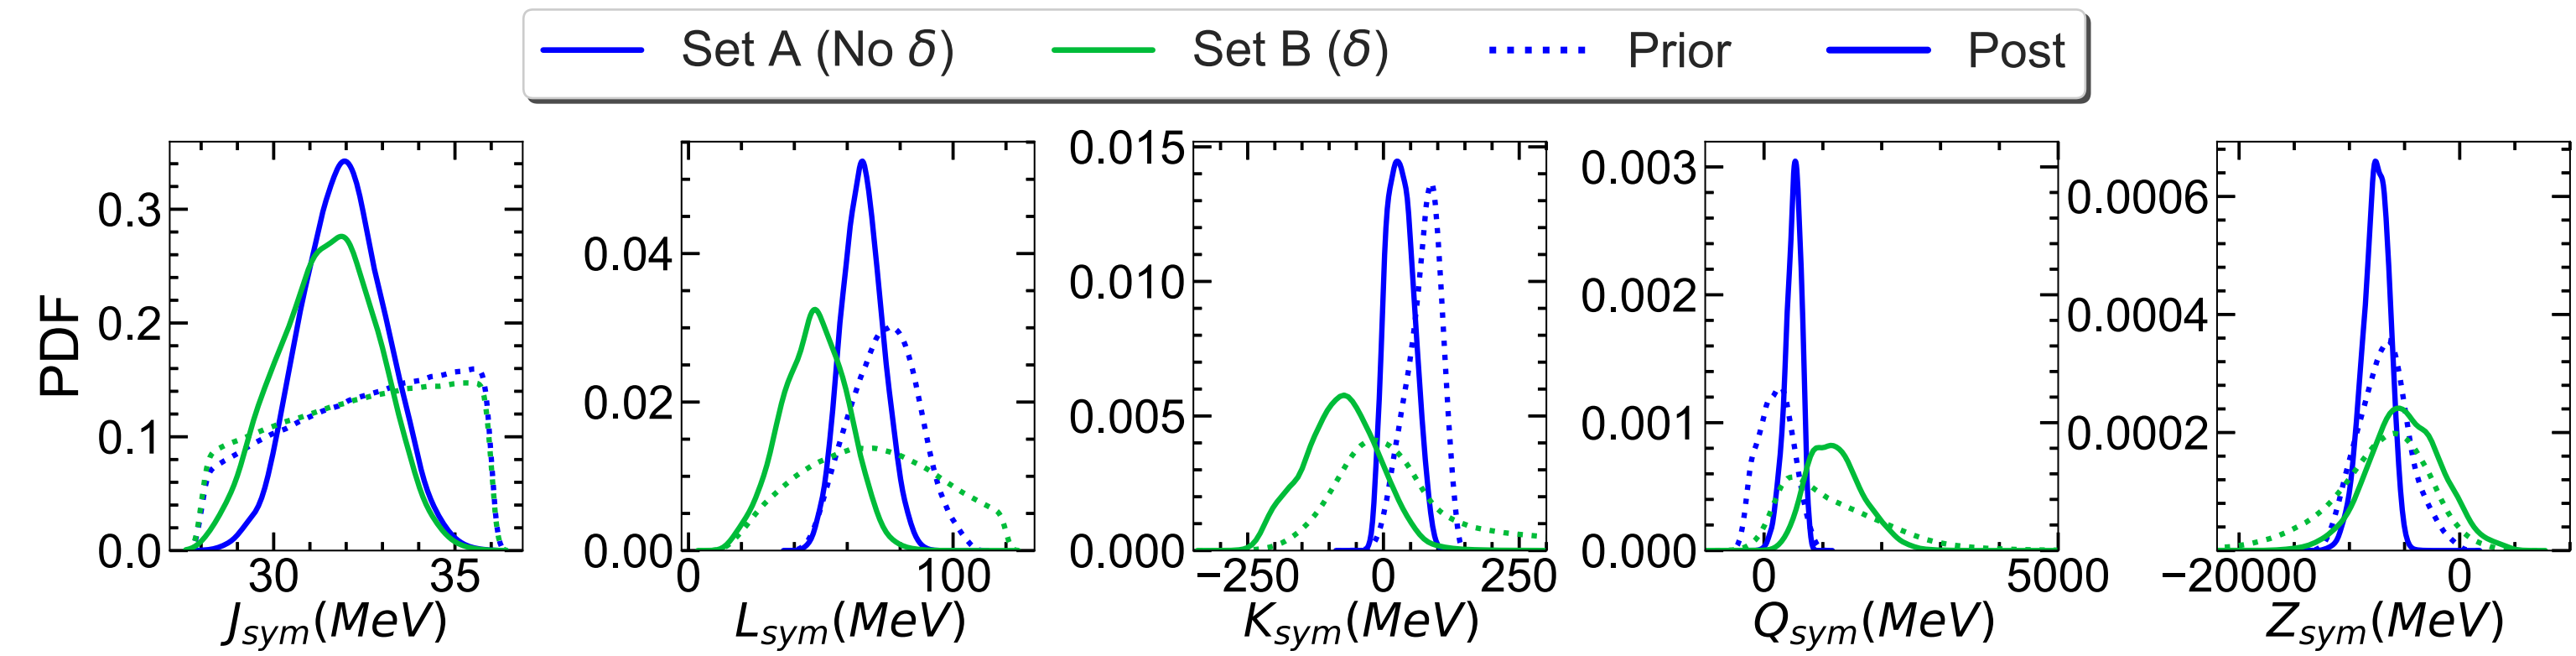 Set A (No δ) Set B (δ) Prior Post
PDF
0.3
0.2
0.1
0.0
30 35
J_sym(MeV)
0.04
0.02
0.00
0 100
L_sym(MeV)
0.015
0.010
0.005
0.000
−250 0 250
K_sym(MeV)
0.003
0.002
0.001
0.000
0 5000
Q_sym(MeV)
0.0006
0.0004
0.0002
−20000 0
Z_sym(MeV)